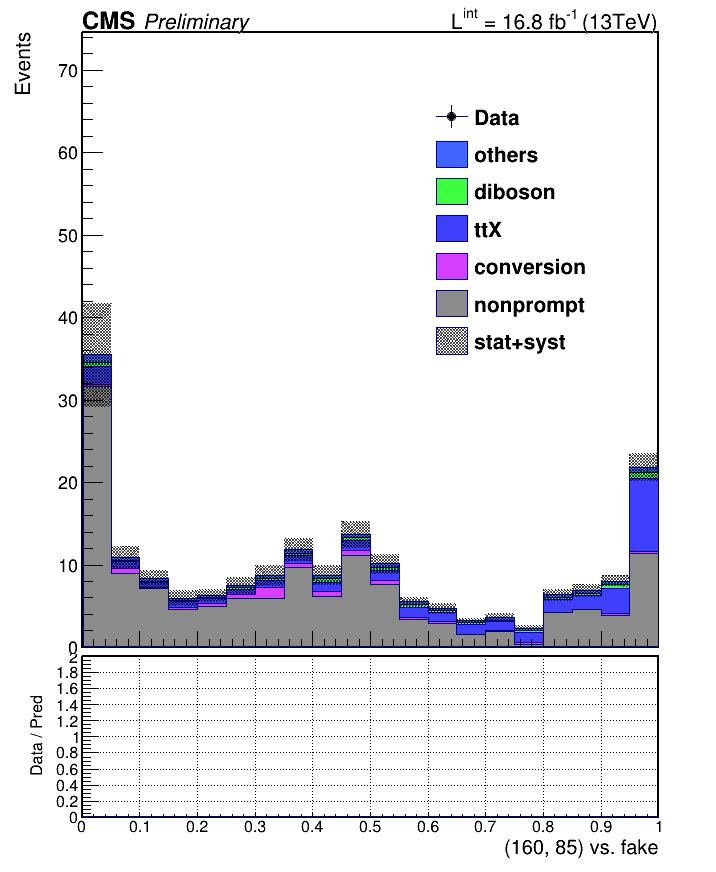 CMS Preliminary
L^int = 16.8 fb^-1 (13TeV)
Events
70
60
50
40
30
20
10
0
Data
others
diboson
ttX
conversion
nonprompt
stat+syst
Data / Pred
2
1.8
1.6
1.4
1.2
1
0.8
0.6
0.4
0.2
0
0 0.1 0.2 0.3 0.4 0.5 0.6 0.7 0.8 0.9 1
(160, 85) vs. fake